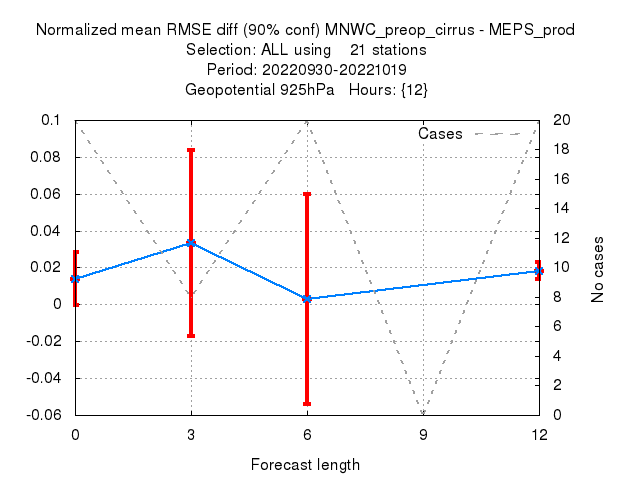 Normalized mean RMSE diff (90% conf) MNWC_preop_cirrus - MEPS_prod
Selection: ALL using 21 stations
Period: 20220930-20221019
Geopotential 925hPa Hours: {12}
Cases
0.1
0.08
0.06
0.04
0.02
0
-0.02
-0.04
-0.06
20
18
16
14
12
10
8
6
4
2
0
No cases
0 3 6 9 12
Forecast length